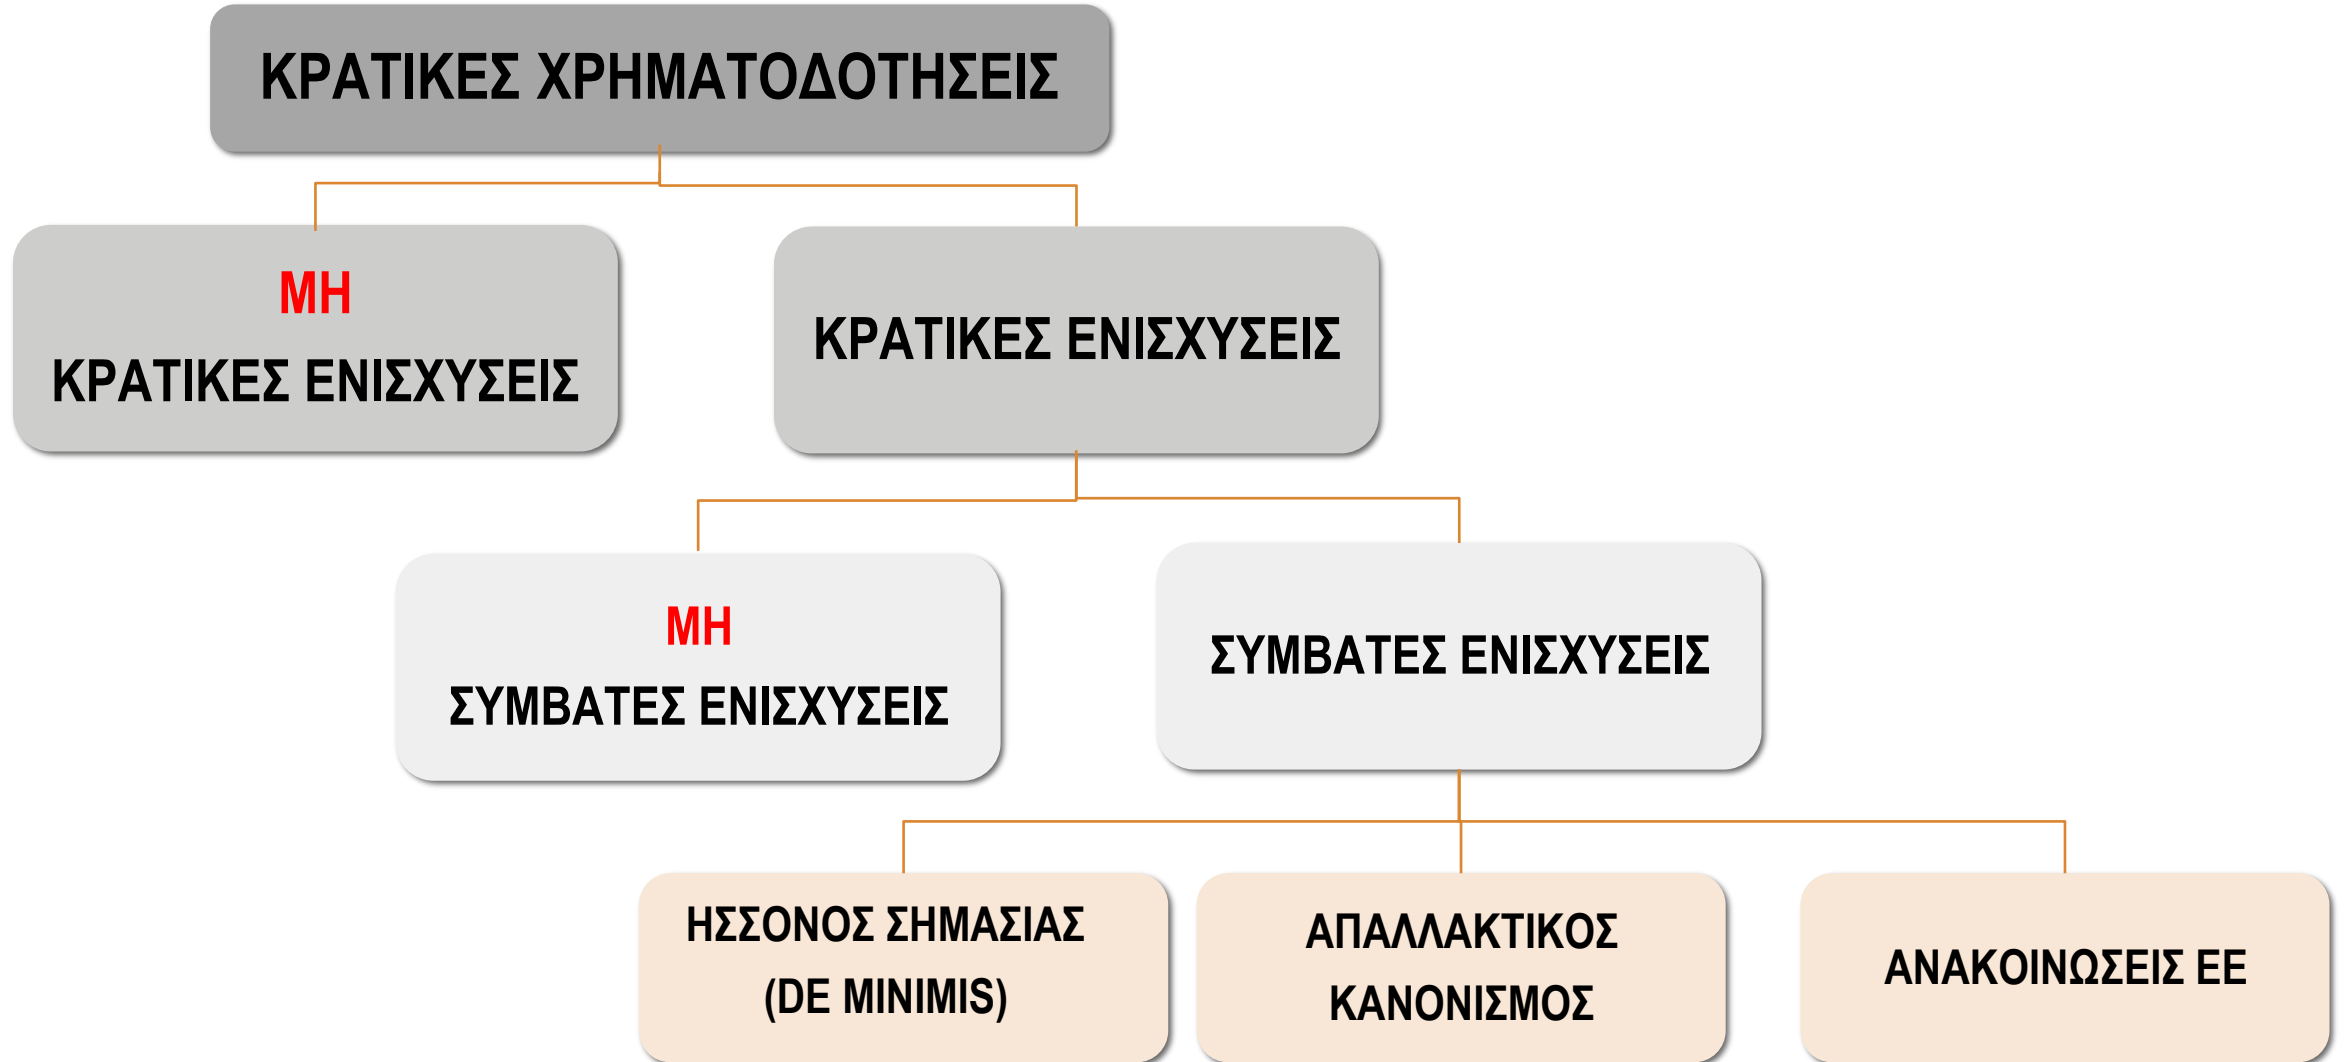 ΚΡΑΤΙΚΕΣ ΧΡΗΜΑΤΟΔΟΤΗΣΕΙΣ
ΜΗ
ΚΡΑΤΙΚΕΣ ΕΝΙΣΧΥΣΕΙΣ
ΚΡΑΤΙΚΕΣ ΕΝΙΣΧΥΣΕΙΣ
ΜΗ
ΣΥΜΒΑΤΕΣ ΕΝΙΣΧΥΣΕΙΣ
ΣΥΜΒΑΤΕΣ ΕΝΙΣΧΥΣΕΙΣ
ΗΣΣΟΝΟΣ ΣΗΜΑΣΙΑΣ
(DE MINIMIS)
ΑΠΑΛΛΑΚΤΙΚΟΣ
ΚΑΝΟΝΙΣΜΟΣ
ΑΝΑΚΟΙΝΩΣΕΙΣ ΕΕ